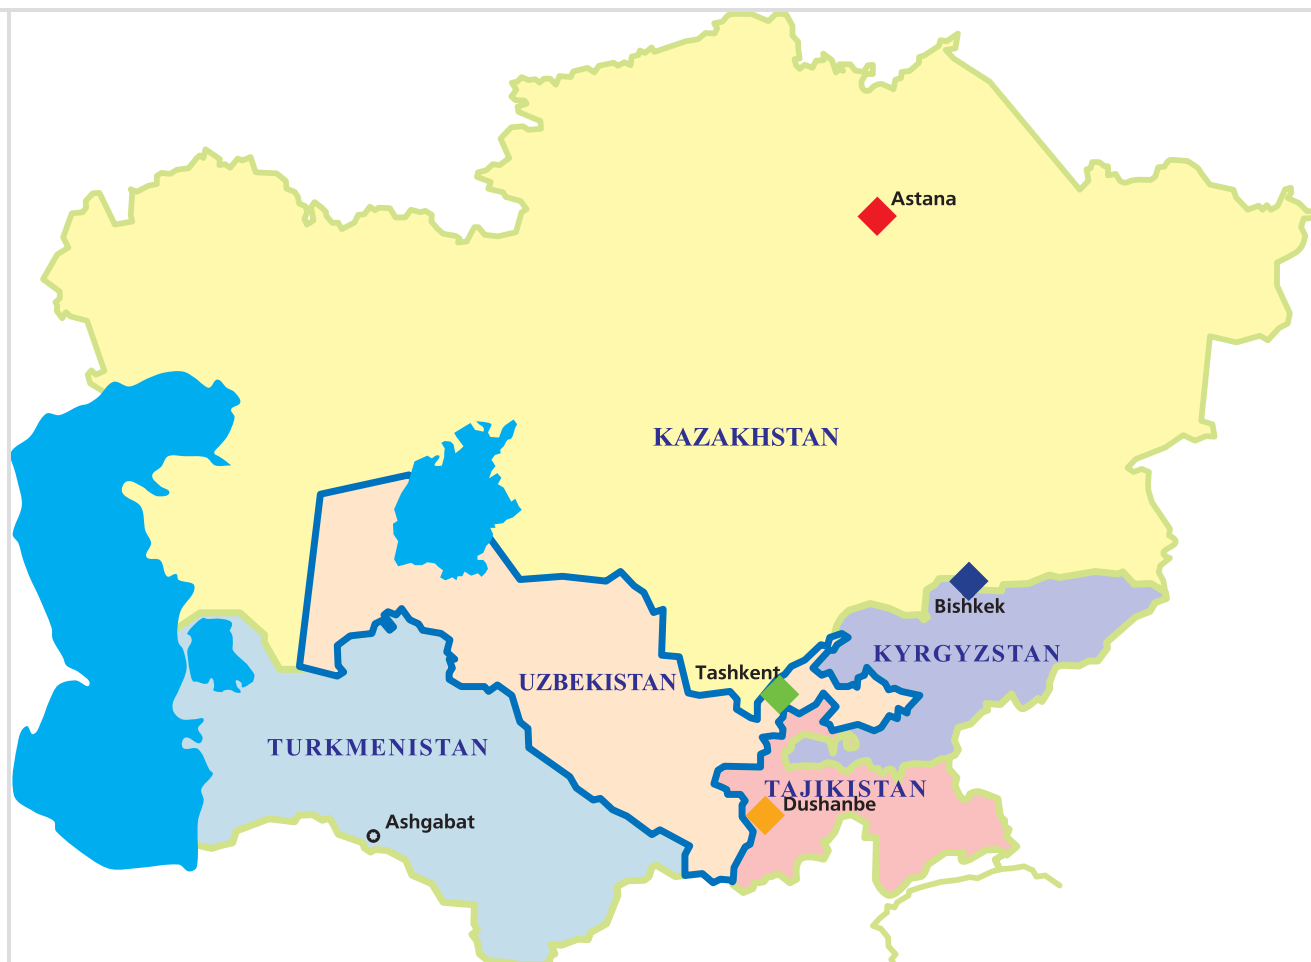 Astana
KAZAKHSTAN
Bishkek
KYRGYZSTAN
Tashkent
UZBEKISTAN
TURKMENISTAN
TAJIKISTAN
Dushanbe
Ashgabat